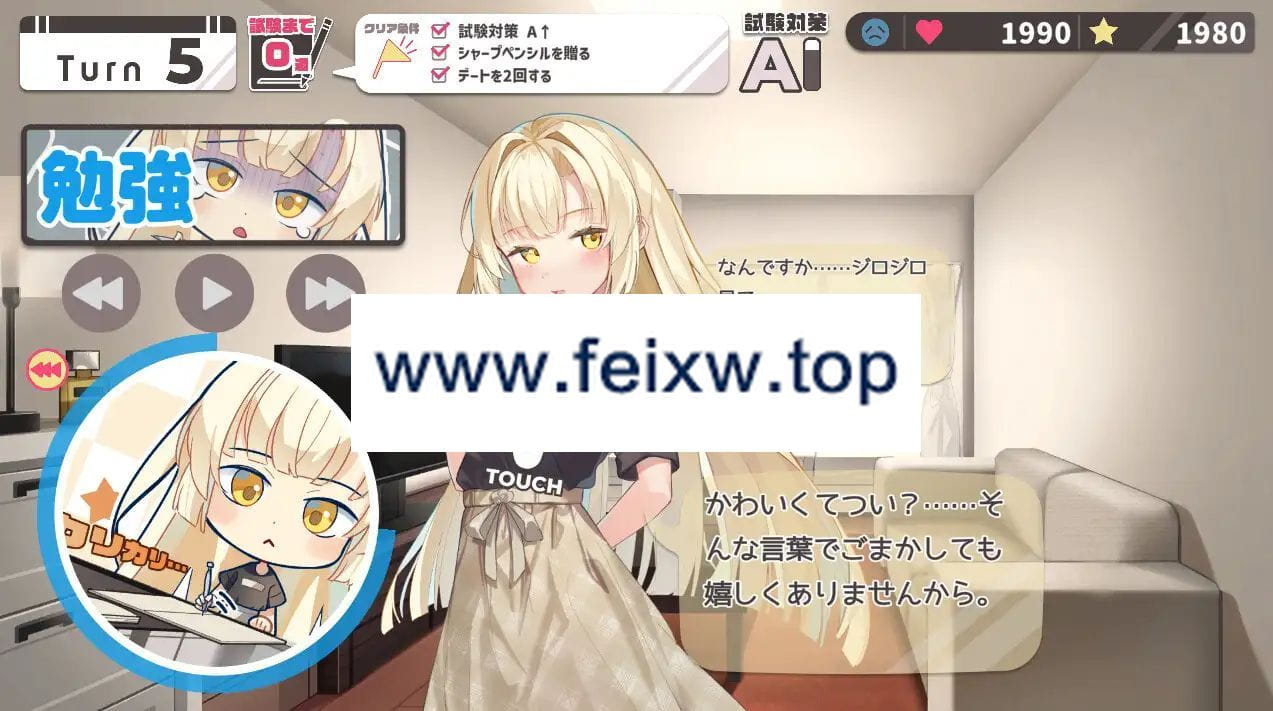 Turn 5
試験まで
0週
クリア条件
試験対策 A↑
シャープペンシルを贈る
デートを2回する
試験対策
A
1990
1980
勉強
なんですか……ジロジロ
www.feixw.top
TOUCH
カリカリ…
かわいくてつい？……そ
んな言葉でごまかしても
嬉しくありませんから。